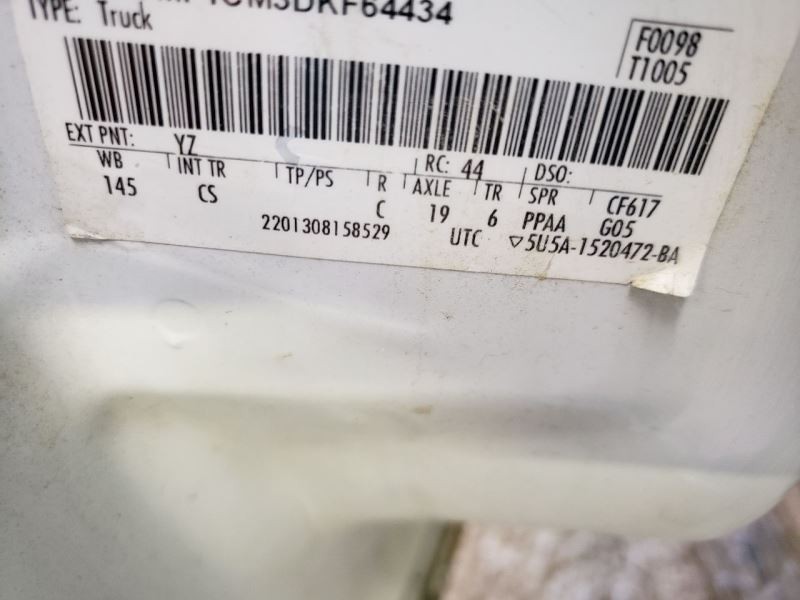 CM3DKF64434
TYPE: Truck
F0098
T1005
EXT PNT: YZ RC: 44 DSO:
WB INT TR TP/PS R AXLE TR SPR CF617
145 CS C 19 6 PPAA G05
2201308158529 UTC ▽5U5A-1520472-BA